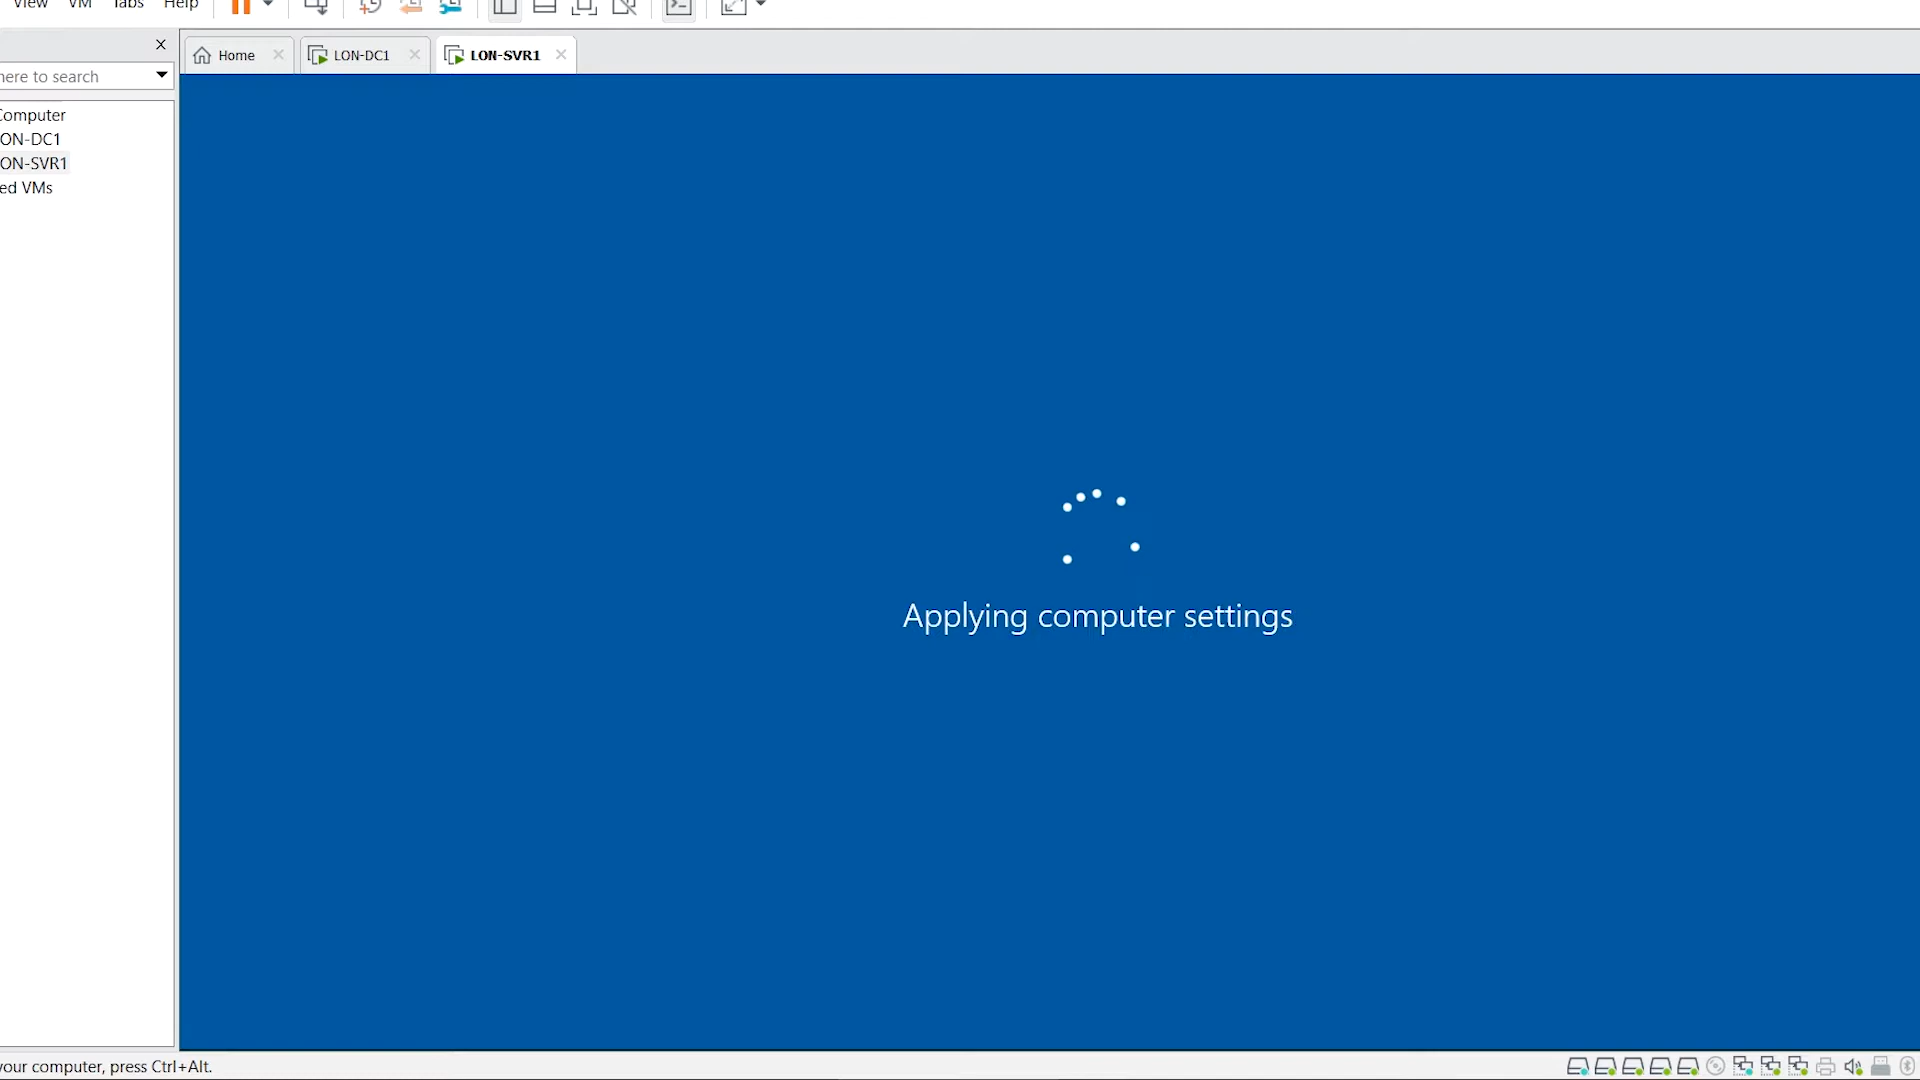 View VM Tabs Help
Home LON-DC1 LON-SVR1
here to search
Computer
ON-DC1
ON-SVR1
ed VMs
Applying computer settings
your computer, press Ctrl+Alt.